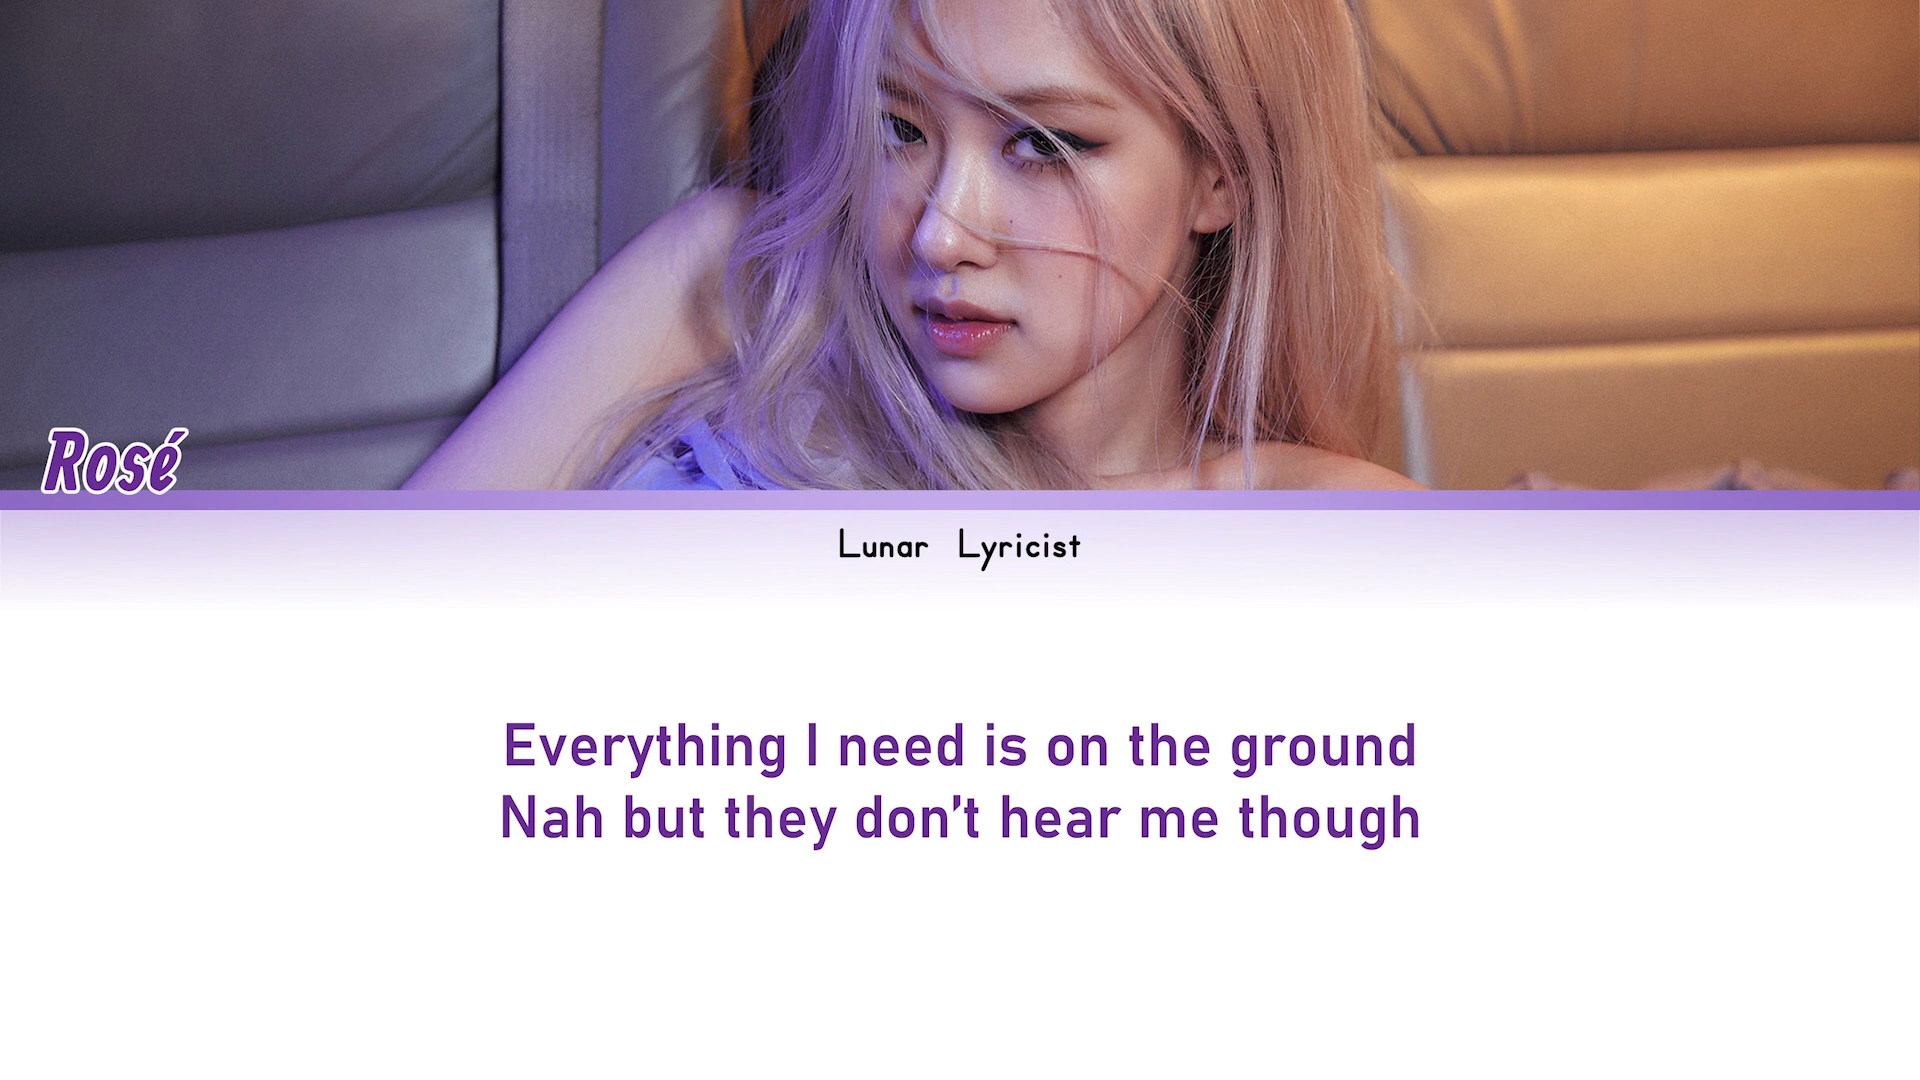 Rosé
Lunar Lyricist
Everything I need is on the ground
Nah but they don't hear me though